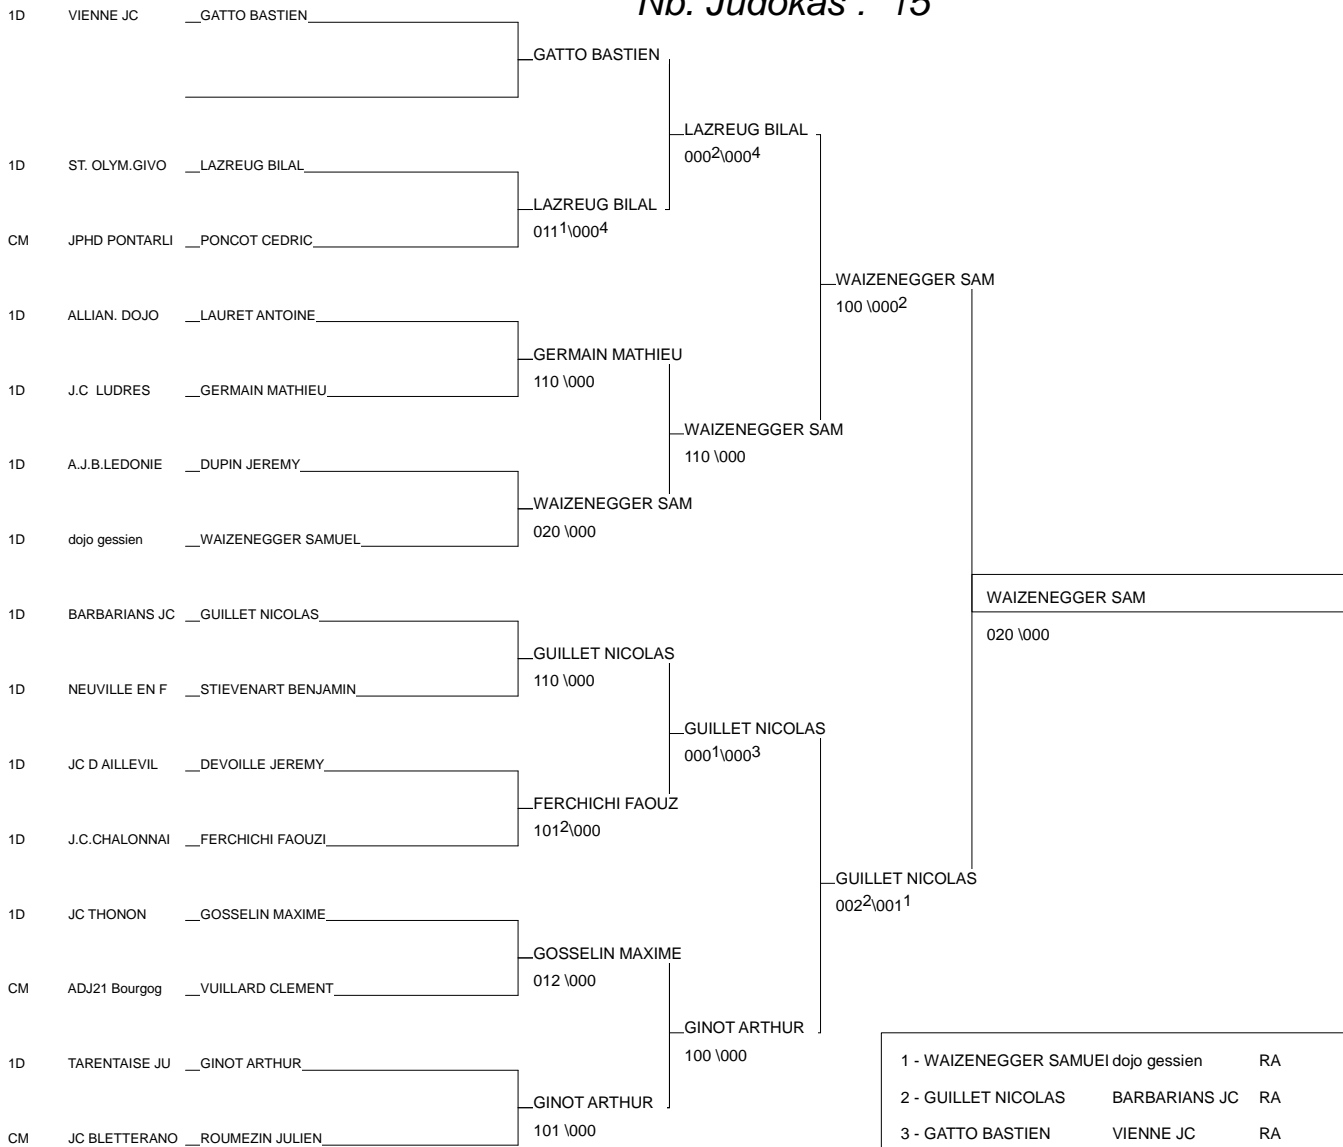 Nb. Judokas : 15
1D VIENNE JC GATTO BASTIEN
GATTO BASTIEN
LAZREUG BILAL
000²\000⁴
1D ST. OLYM.GIVO LAZREUG BILAL
LAZREUG BILAL
011¹\000⁴
CM JPHD PONTARLI PONCOT CEDRIC
WAIZENEGGER SAM
100 \000²
1D ALLIAN. DOJO LAURET ANTOINE
GERMAIN MATHIEU
110 \000
1D J.C LUDRES GERMAIN MATHIEU
WAIZENEGGER SAM
110 \000
1D A.J.B.LEDONIE DUPIN JEREMY
WAIZENEGGER SAM
020 \000
1D dojo gessien WAIZENEGGER SAMUEL
WAIZENEGGER SAM
020 \000
1D BARBARIANS JC GUILLET NICOLAS
GUILLET NICOLAS
110 \000
1D NEUVILLE EN F STIEVENART BENJAMIN
GUILLET NICOLAS
000¹\000³
1D JC D AILLEVIL DEVOILLE JEREMY
FERCHICHI FAOUZ
101²\000
1D J.C.CHALONNAI FERCHICHI FAOUZI
GUILLET NICOLAS
002²\001¹
1D JC THONON GOSSELIN MAXIME
GOSSELIN MAXIME
012 \000
CM ADJ21 Bourgog VUILLARD CLEMENT
GINOT ARTHUR
100 \000
1D TARENTAISE JU GINOT ARTHUR
GINOT ARTHUR
101 \000
CM JC BLETTERANO ROUMEZIN JULIEN
1 - WAIZENEGGER SAMUEl dojo gessien RA
2 - GUILLET NICOLAS BARBARIANS JC RA
3 - GATTO BASTIEN VIENNE JC RA